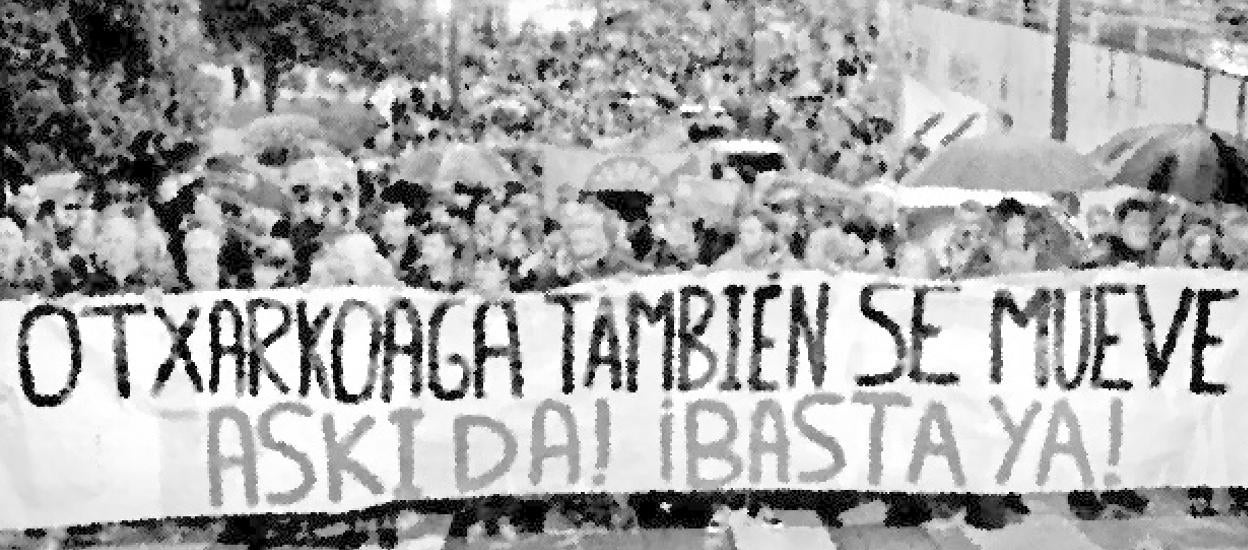 OTXARKOAGA TAMBIÉN SE MUEVE
ASKI DA! ¡BASTA YA!